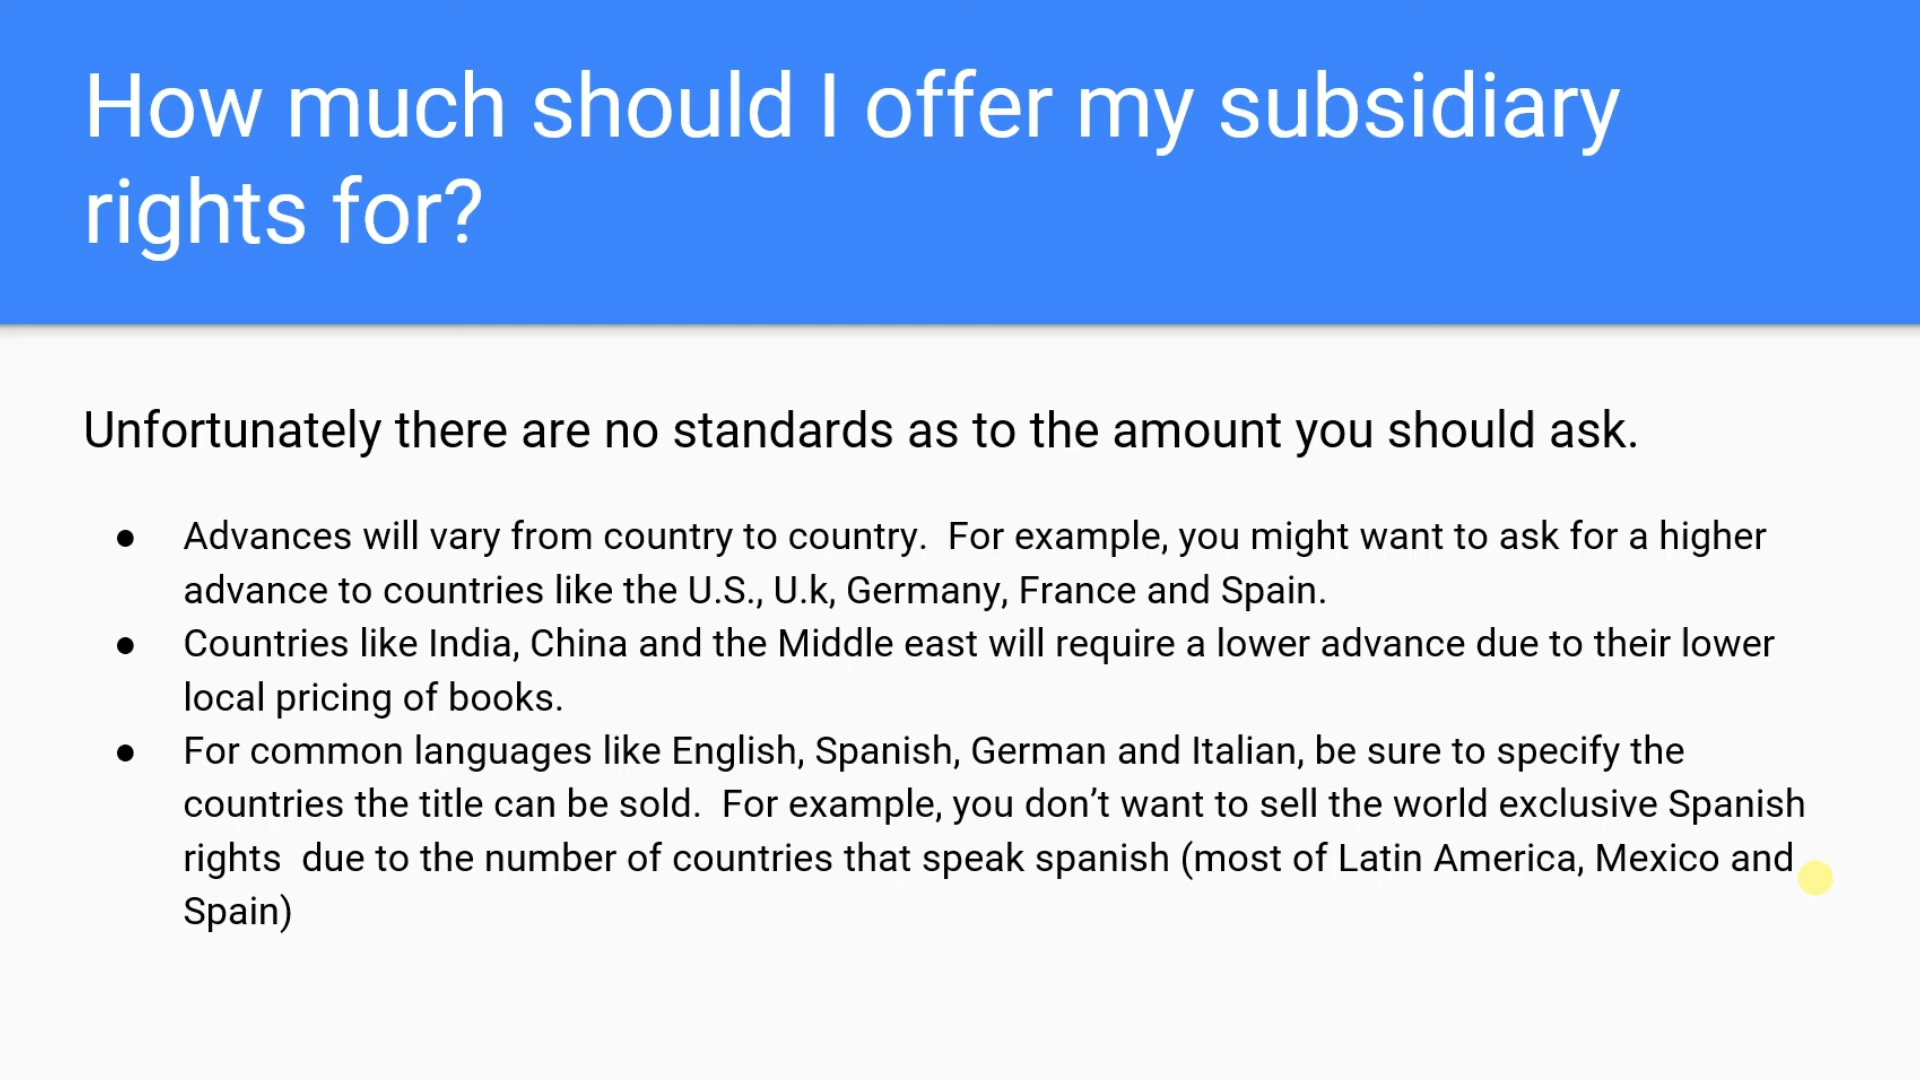 How much should I offer my subsidiary
rights for?
Unfortunately there are no standards as to the amount you should ask.
● Advances will vary from country to country.  For example, you might want to ask for a higher
advance to countries like the U.S., U.k, Germany, France and Spain.
● Countries like India, China and the Middle east will require a lower advance due to their lower
local pricing of books.
● For common languages like English, Spanish, German and Italian, be sure to specify the
countries the title can be sold.  For example, you don’t want to sell the world exclusive Spanish
rights  due to the number of countries that speak spanish (most of Latin America, Mexico and
Spain)